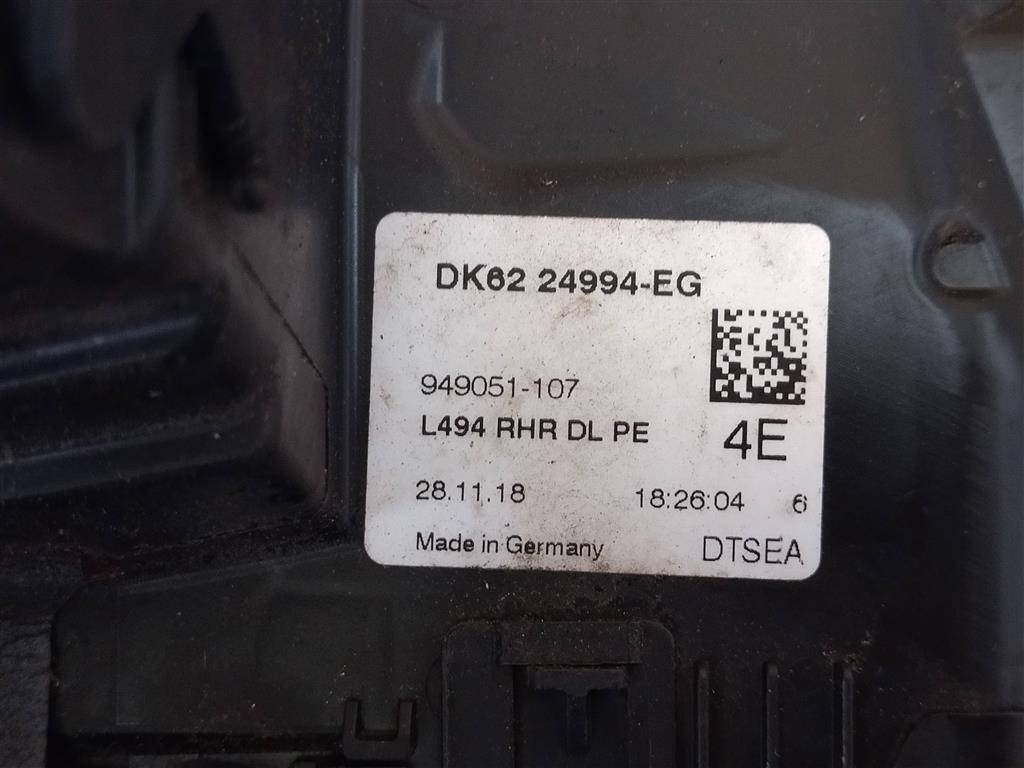 DK62 24994-EG
949051-107
L494 RHR DL PE
4E
28.11.18 18:26:04 6
Made in Germany DTSEA